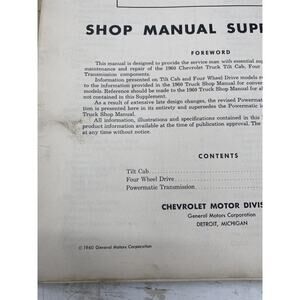 SHOP MANUAL SUPP
FOREWORD
This manual is designed to provide the service man with essential sup
maintenance and repair of the 1960 Chevrolet Truck Tilt Cab, Four
Transmission components.
Information presented on Tilt Cab and Four Wheel Drive models re
to the information provided in the 1960 Truck Shop Manual for conver
models. Reference should be made to the 1960 Truck Shop Manual for a
not contained in this Supplement.
As a result of extensive late design changes, the revised Powermatic
tained in its entirety and supersedes the Powermatic
Truck Shop Manual.
All information, illustrations and specifications contained in this
product information available at the time of publication approval. The
at any time without notice.
CONTENTS
Tilt Cab
Four Wheel Drive
Powermatic Transmission
CHEVROLET MOTOR DIVIS
General Motors Corporation
DETROIT, MICHIGAN
© 1960 General Motors Corporation